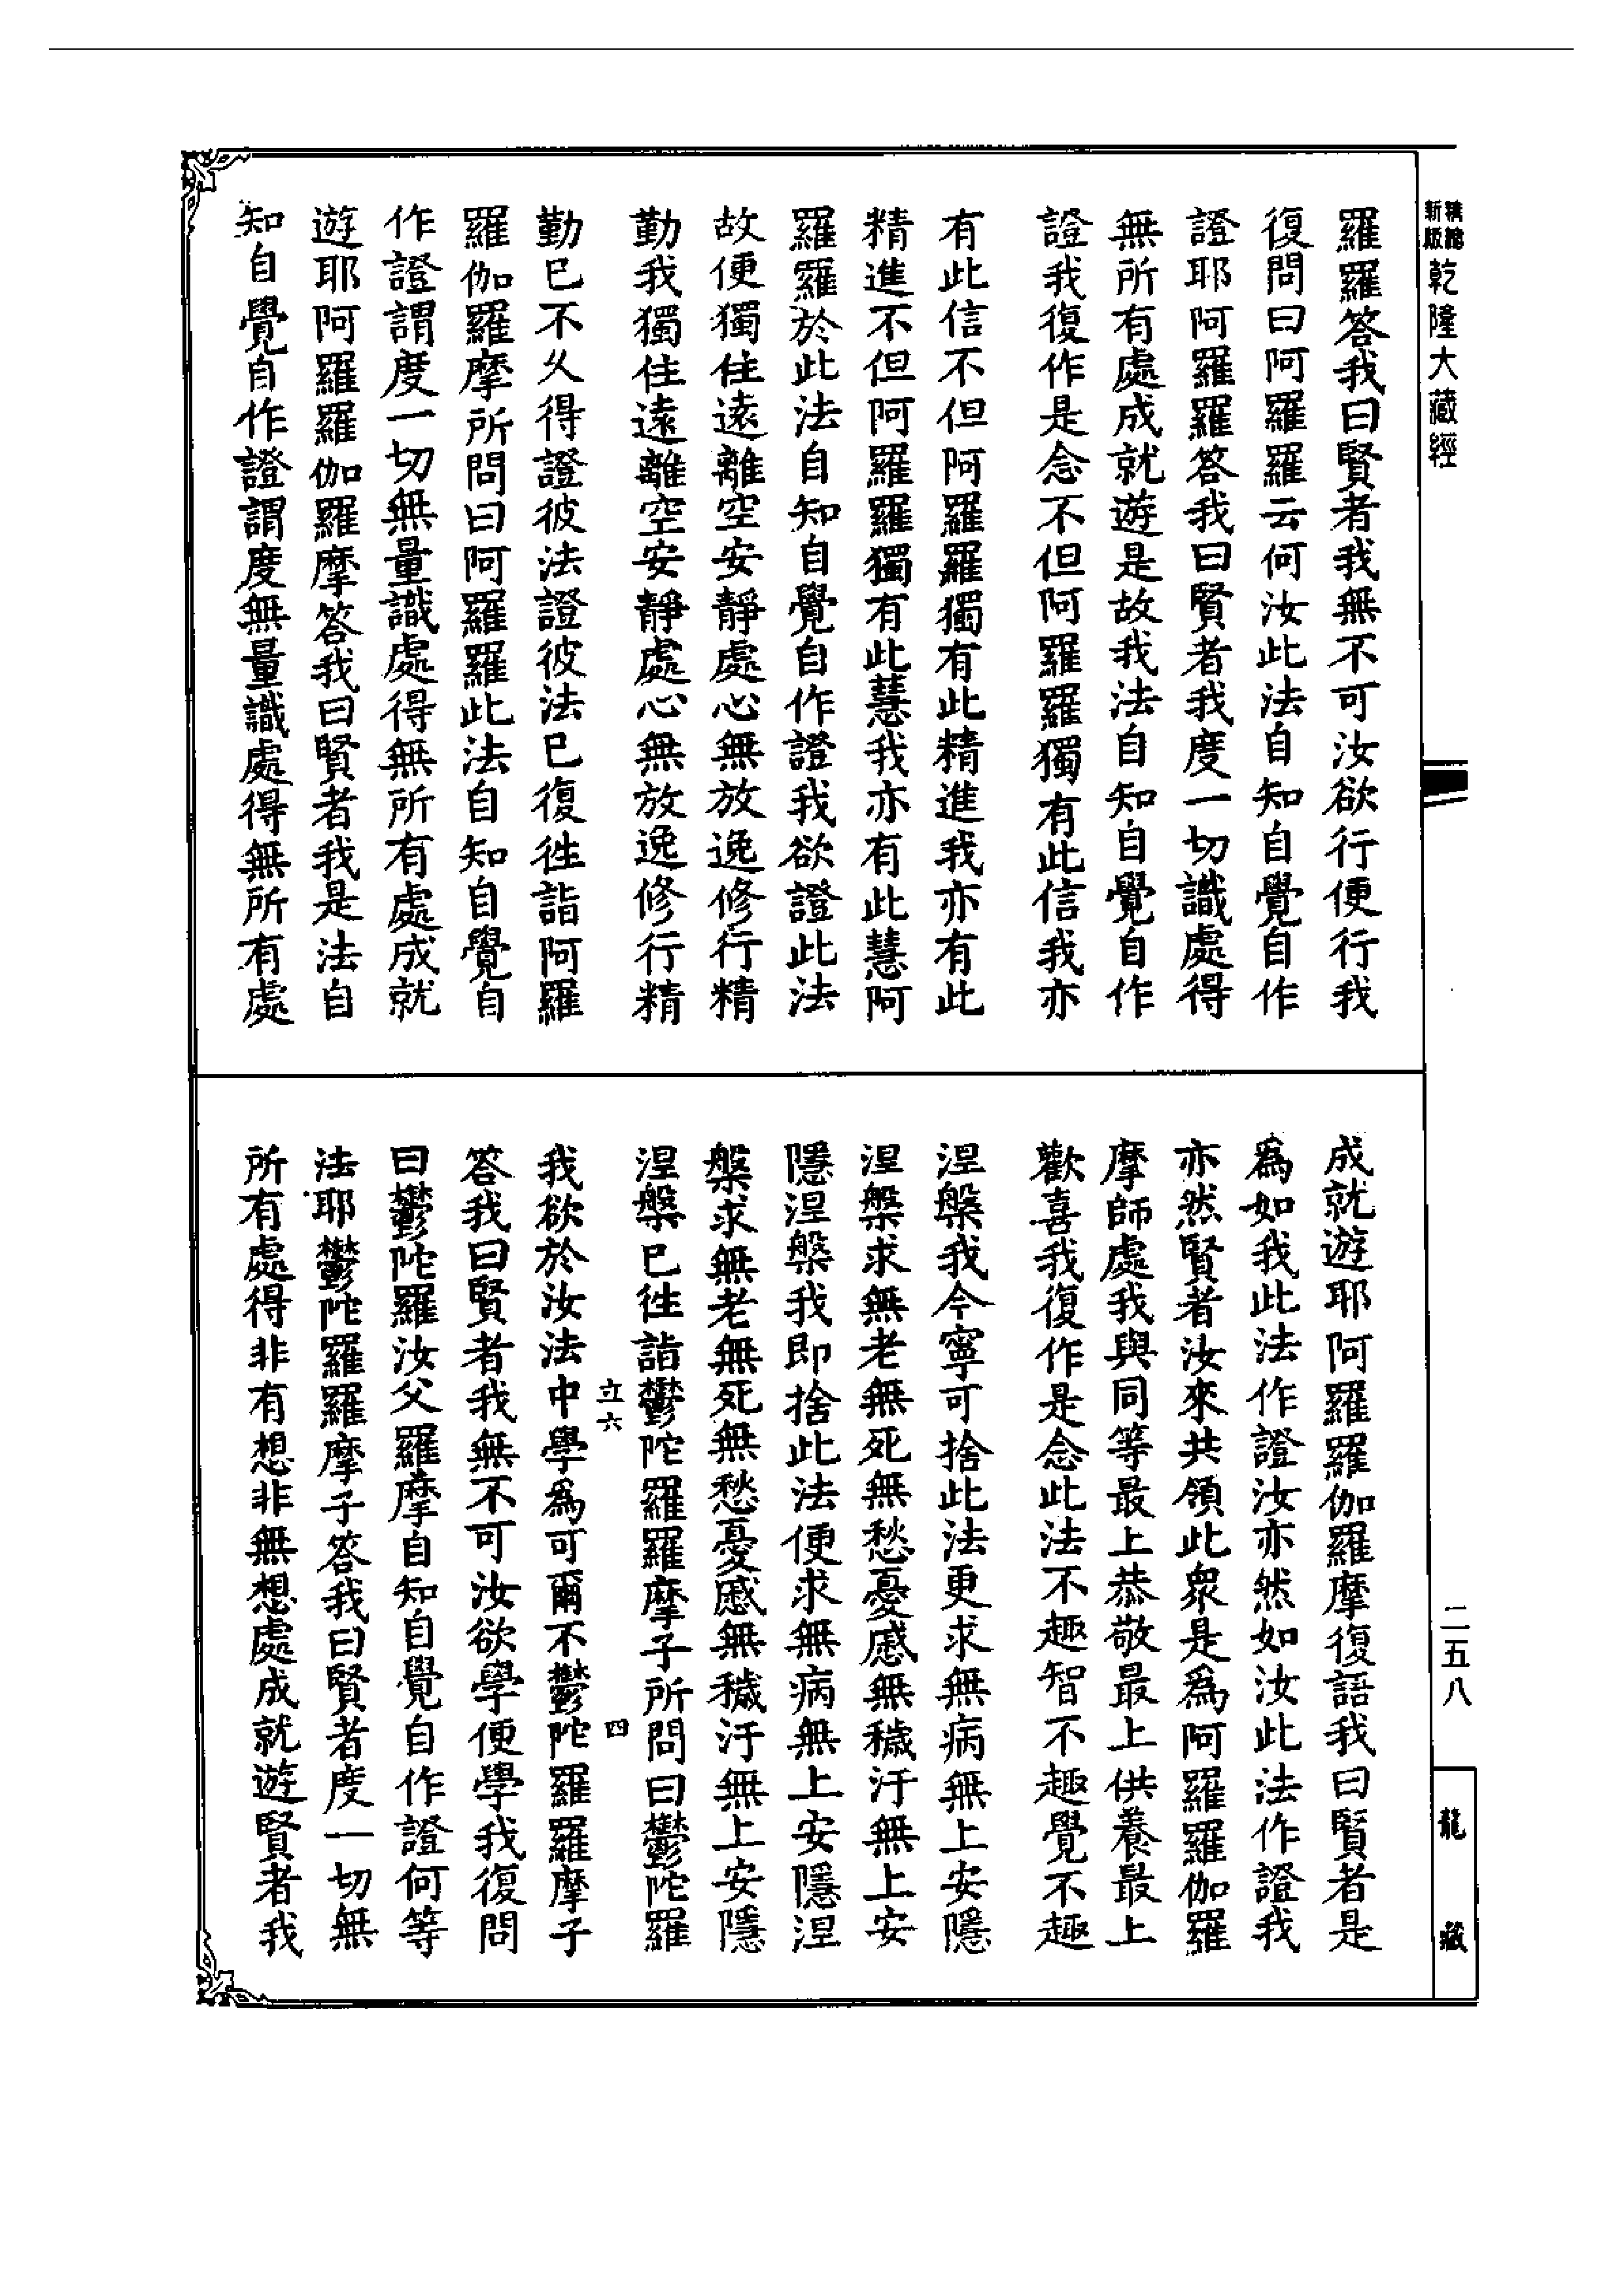 精縮
新版
乾隆大藏經
羅羅答我曰賢者我無不可汝欲行便行我
復問曰阿羅羅云何汝此法自知自覺自作
證耶阿羅羅答我曰賢者我度一切識處得
無所有處成就遊是故我法自知自覺自作
證我復作是念不但阿羅羅獨有此信我亦
有此信不但阿羅羅獨有此精進我亦有此
精進不但阿羅羅獨有此慧我亦有此慧阿
羅羅於此法自知自覺自作證我欲證此法
故便獨住遠離空安靜處心無放逸修行精
勤我獨住遠離空安靜處心無放逸修行精
勤已不久得證彼法證彼法已復往詣阿羅
羅伽羅摩所問曰阿羅羅此法自知自覺自
作證謂度一切無量識處得無所有處成就
遊耶阿羅羅伽羅摩答我曰賢者我是法自
知自覺自作證謂度無量識處得無所有處
成就遊耶阿羅羅伽羅摩復語我曰賢者是
為如我此法作證汝亦然如汝此法作證我
亦然賢者汝來共領此眾是為阿羅羅伽羅
摩師處我與同等最上恭敬最上供養最上
歡喜我復作是念此法不趣智不趣覺不趣
涅槃我今寧可捨此法更求無病無上安隱
涅槃求無老無死無愁憂慼無穢汙無上安
隱涅槃我即捨此法便求無病無上安隱涅
槃求無老無死無愁憂慼無穢汙無上安隱
涅槃已往詣鬱陀羅羅摩子所問曰鬱陀羅
立六
四
我欲於汝法中學為可爾不鬱陀羅羅摩子
答我曰賢者我無不可汝欲學便學我復問
曰鬱陀羅汝父羅摩自知自覺自作證何等
法耶鬱陀羅羅摩子答我曰賢者度一切無
所有處得非有想非無想處成就遊賢者我
二五八
龍藏